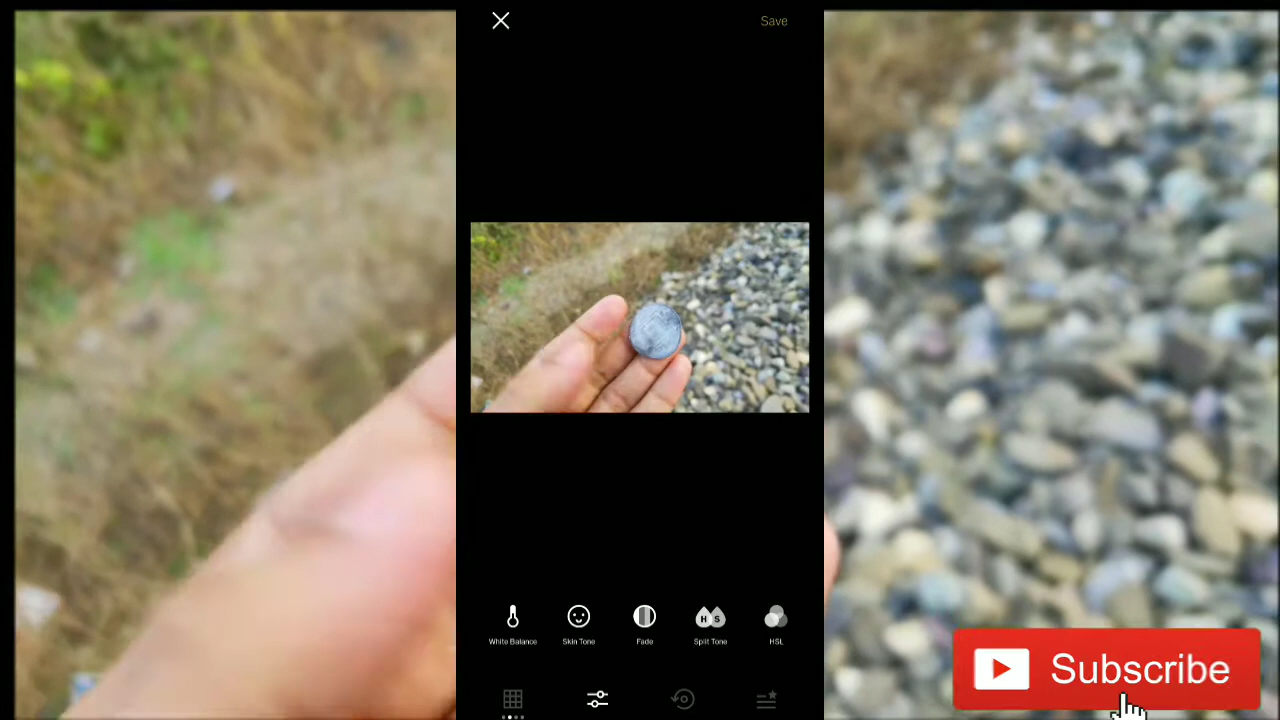 Save
White Balance
Skin Tone
Fade
H S
Split Tone
HSL
Subscribe